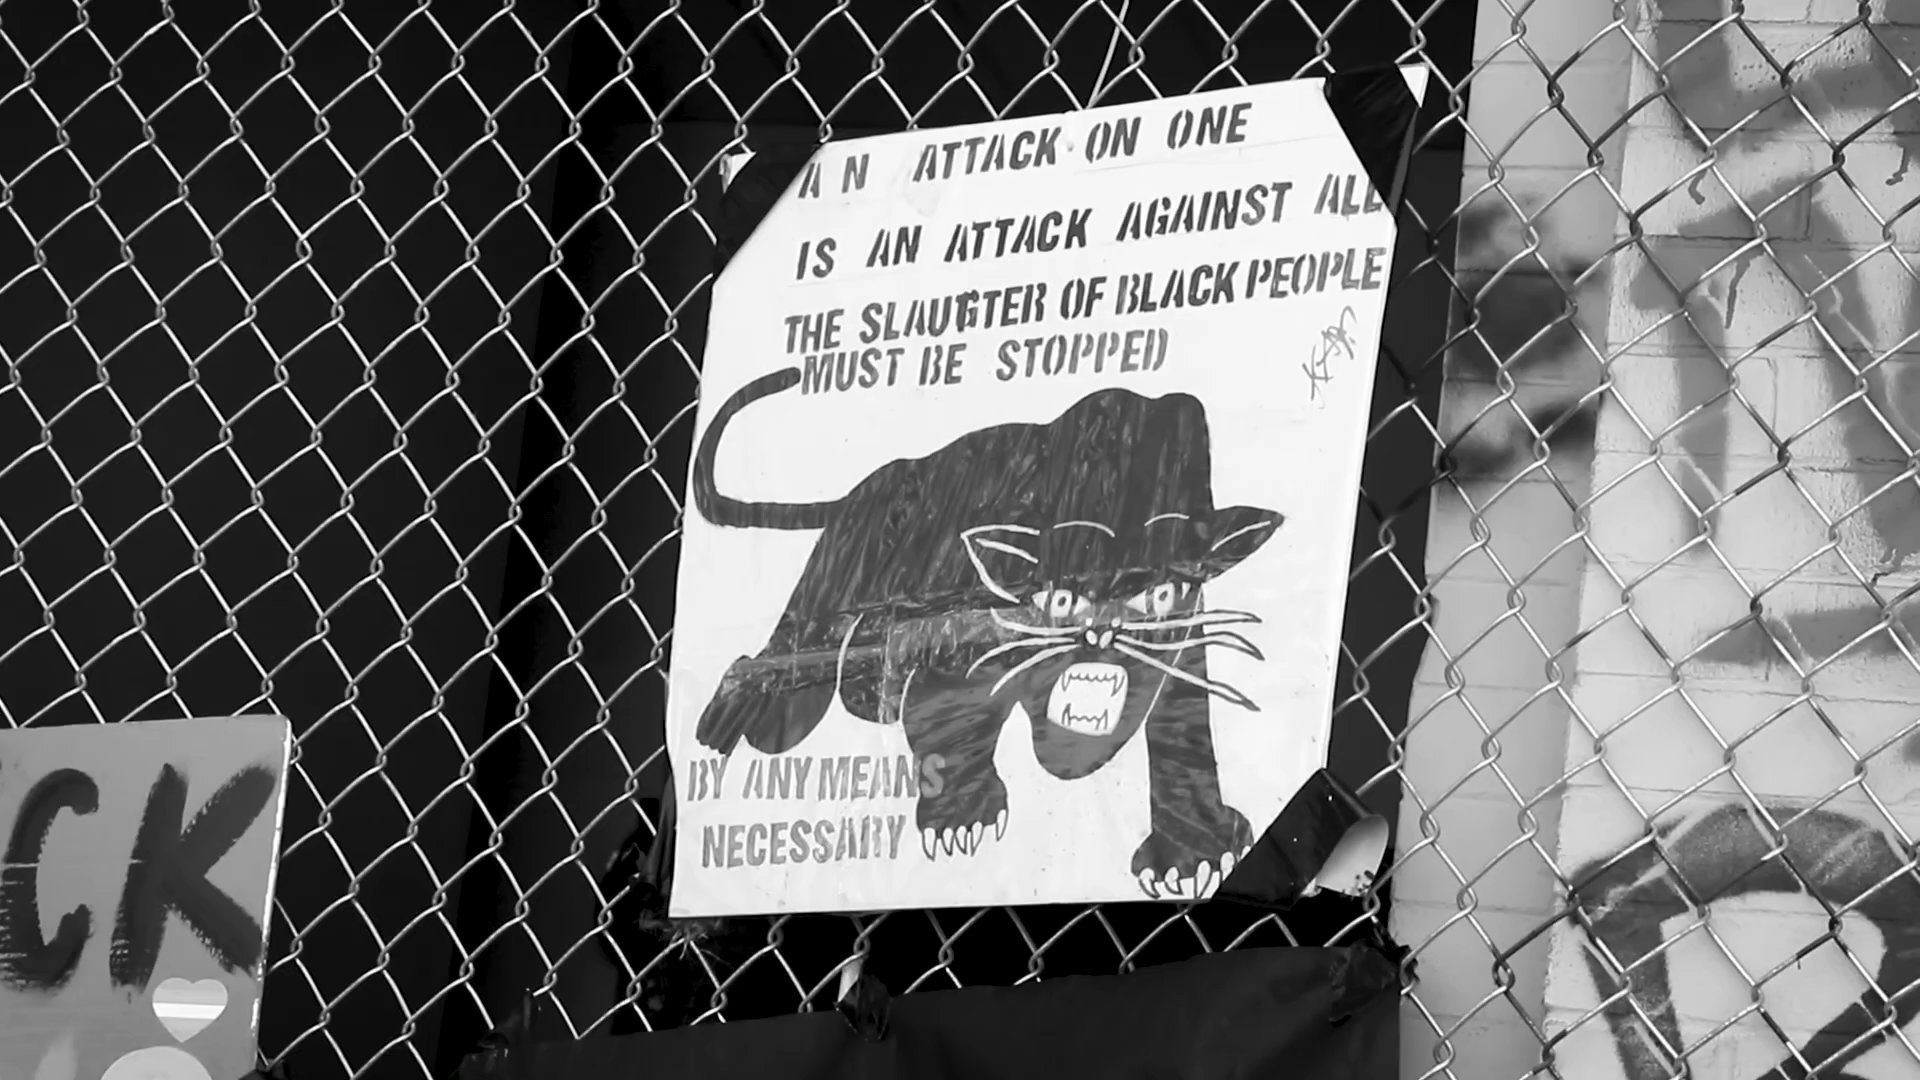 AN ATTACK ON ONE
IS AN ATTACK AGAINST ALL
THE SLAUGTER OF BLACK PEOPLE
MUST BE STOPPED
BY ANY MEANS
NECESSARY
CK